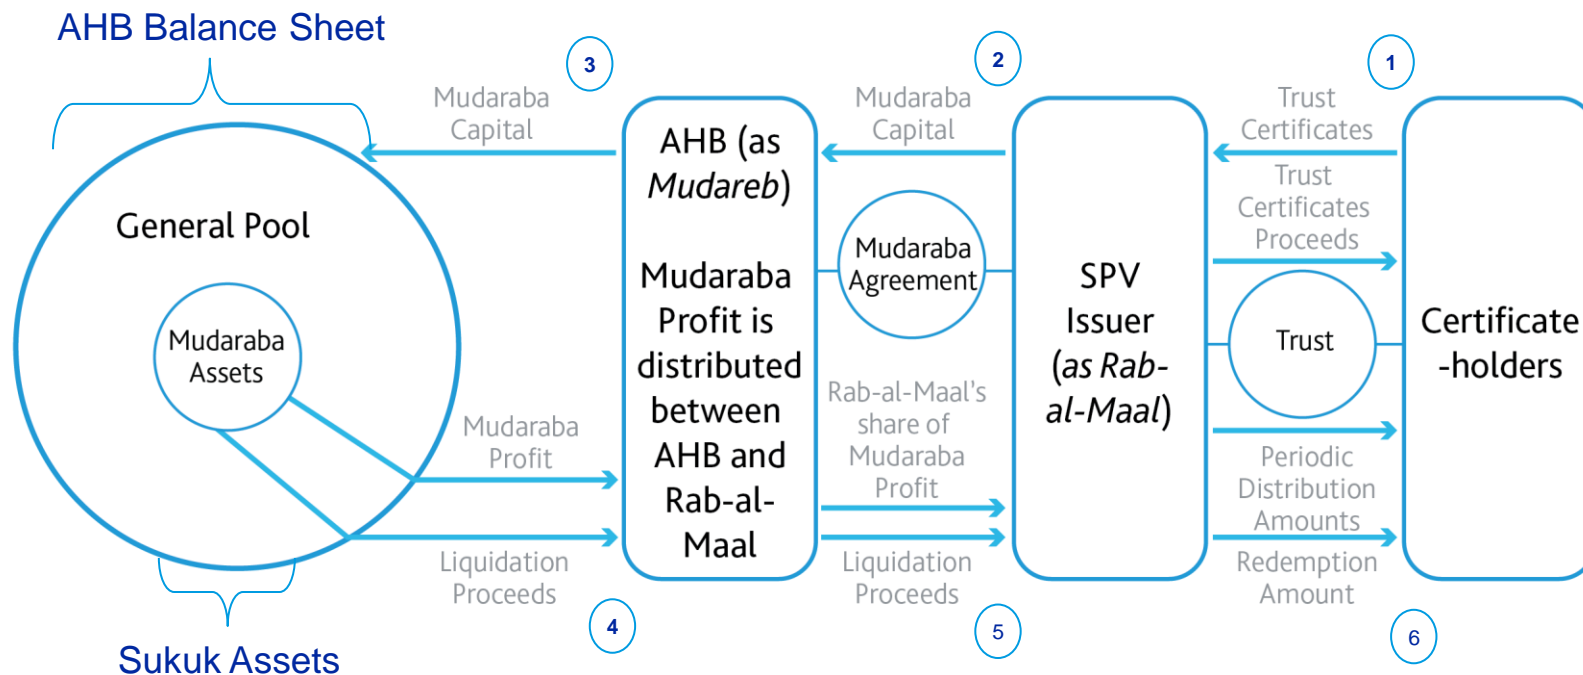 AHB Balance Sheet
3
2
1
Mudaraba
Capital
Mudaraba
Capital
Trust
Certificates
AHB (as
Mudareb)
Trust
Certificates
Proceeds
General Pool
Mudaraba
Agreement
Mudaraba
Profit is
distributed
between
AHB and
Rab-al-
Maal
SPV
Issuer
(as Rab-
al-Maal)
Trust
Certificate
-holders
Mudaraba
Assets
Mudaraba
Profit
Rab-al-Maal's
share of
Mudaraba
Profit
Periodic
Distribution
Amounts
Liquidation
Proceeds
Liquidation
Proceeds
Redemption
Amount
4
5
6
Sukuk Assets